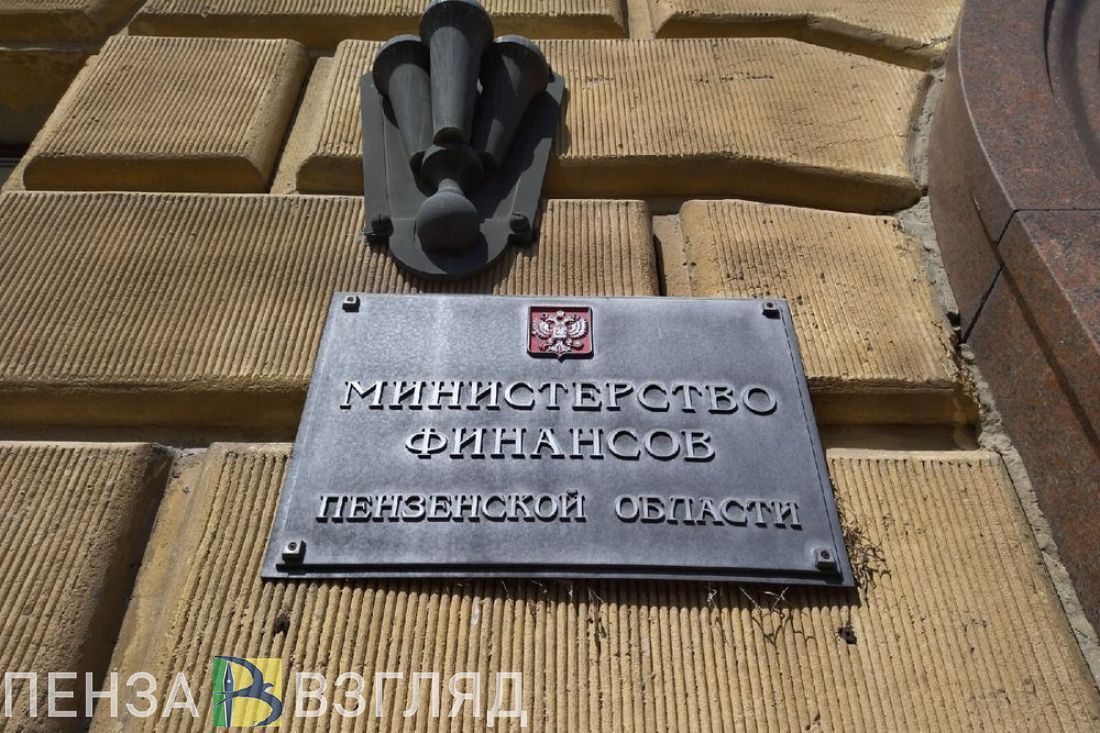 МИНИСТЕРСТВО
ФИНАНСОВ
ПЕНЗЕНСКОЙ ОБЛАСТИ
ПЕНЗА В ВЗГЛЯД